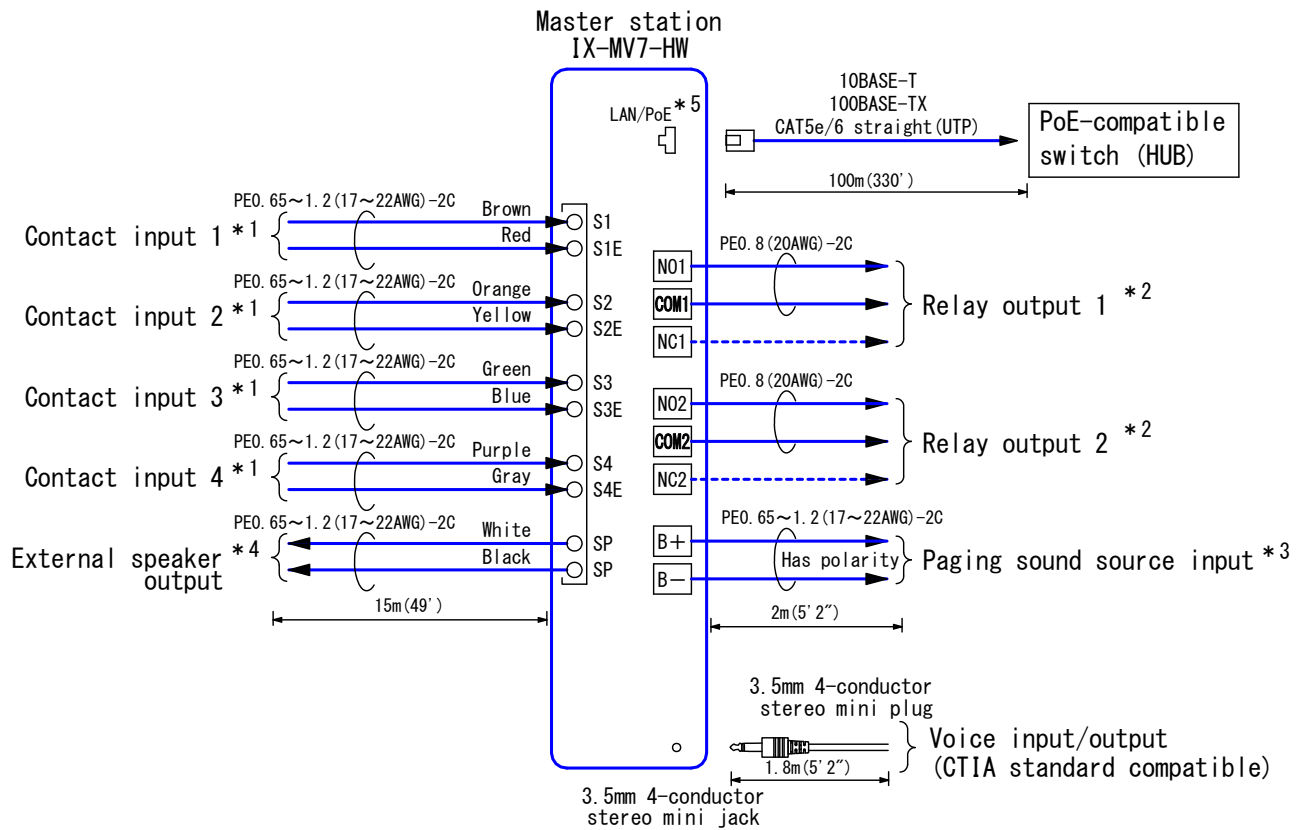 Master station
IX-MV7-HW
LAN/PoE*5
10BASE-T
100BASE-TX
CAT5e/6 straight(UTP)
PoE-compatible
switch (HUB)
100m(330')
Contact input 1 *1
PE0.65~1.2(17~22AWG)-2C
Brown
Red
S1
S1E
Contact input 2 *1
PE0.65~1.2(17~22AWG)-2C
Orange
Yellow
S2
S2E
Contact input 3 *1
PE0.65~1.2(17~22AWG)-2C
Green
Blue
S3
S3E
Contact input 4 *1
PE0.65~1.2(17~22AWG)-2C
Purple
Gray
S4
S4E
External speaker *4
output
PE0.65~1.2(17~22AWG)-2C
White
Black
SP
SP
15m(49')
NO1
COM1
NC1
PE0.8(20AWG)-2C
Relay output 1 *2
NO2
COM2
NC2
PE0.8(20AWG)-2C
Relay output 2 *2
PE0.65~1.2(17~22AWG)-2C
B+
B−
Has polarity
Paging sound source input *3
2m(5'2″)
3.5mm 4-conductor
stereo mini plug
1.8m(5'2″)
Voice input/output
(CTIA standard compatible)
3.5mm 4-conductor
stereo mini jack